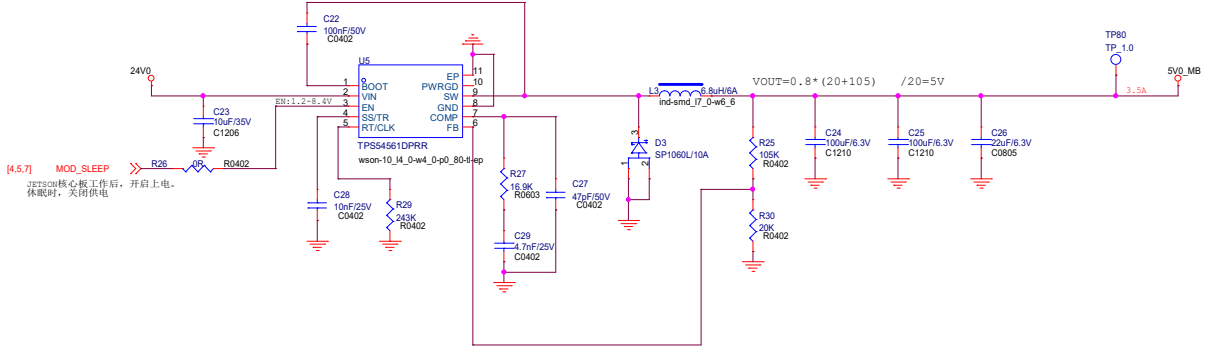 C22
100nF/50V
C0402
TP80
TP_1.0
24V0
U5
1
BOOT
2
VIN
3
EN
4
SS/TR
5
RT/CLK
EP
11
PWRGD
10
SW
9
GND
8
COMP
7
FB
6
TPS54561DPRR
wson-10_l4_0-w4_0-p0_80-tl-ep
EN:1.2-8.4V
L3
6.8uH/6A
ind-smd_l7_0-w6_6
VOUT=0.8*(20+105) /20=5V
5V0_MB
3.5A
C23
10uF/35V
C1206
D3
SP1060L/10A
3
1
2
R25
105K
R0402
C24
100uF/6.3V
C1210
C25
100uF/6.3V
C1210
C26
22uF/6.3V
C0805
[4,5,7]
MOD_SLEEP
R26
0R
R0402
JETSON核心板工作后，开启上电。
休眠时，关闭供电
C28
10nF/25V
C0402
R29
243K
R0402
R27
16.9K
R0603
C27
47pF/50V
C0402
C29
4.7nF/25V
C0402
R30
20K
R0402